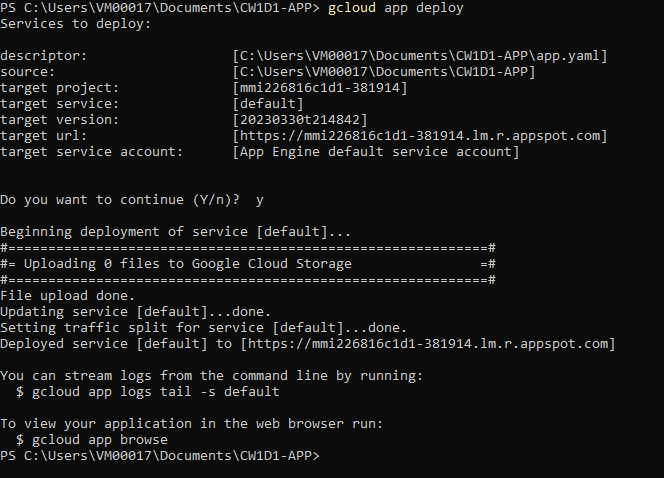 PS C:\Users\VM00017\Documents\CW1D1-APP> gcloud app deploy
Services to deploy:
descriptor:                  [C:\Users\VM00017\Documents\CW1D1-APP\app.yaml]
source:                      [C:\Users\VM00017\Documents\CW1D1-APP]
target project:              [mmi226816c1d1-381914]
target service:              [default]
target version:              [20230330t214842]
target url:                  [https://mmi226816c1d1-381914.lm.r.appspot.com]
target service account:      [App Engine default service account]
Do you want to continue (Y/n)?  y
Beginning deployment of service [default]...
#============================================================#
#= Uploading 0 files to Google Cloud Storage                =#
#============================================================#
File upload done.
Updating service [default]...done.
Setting traffic split for service [default]...done.
Deployed service [default] to [https://mmi226816c1d1-381914.lm.r.appspot.com]
You can stream logs from the command line by running:
  $ gcloud app logs tail -s default
To view your application in the web browser run:
  $ gcloud app browse
PS C:\Users\VM00017\Documents\CW1D1-APP>